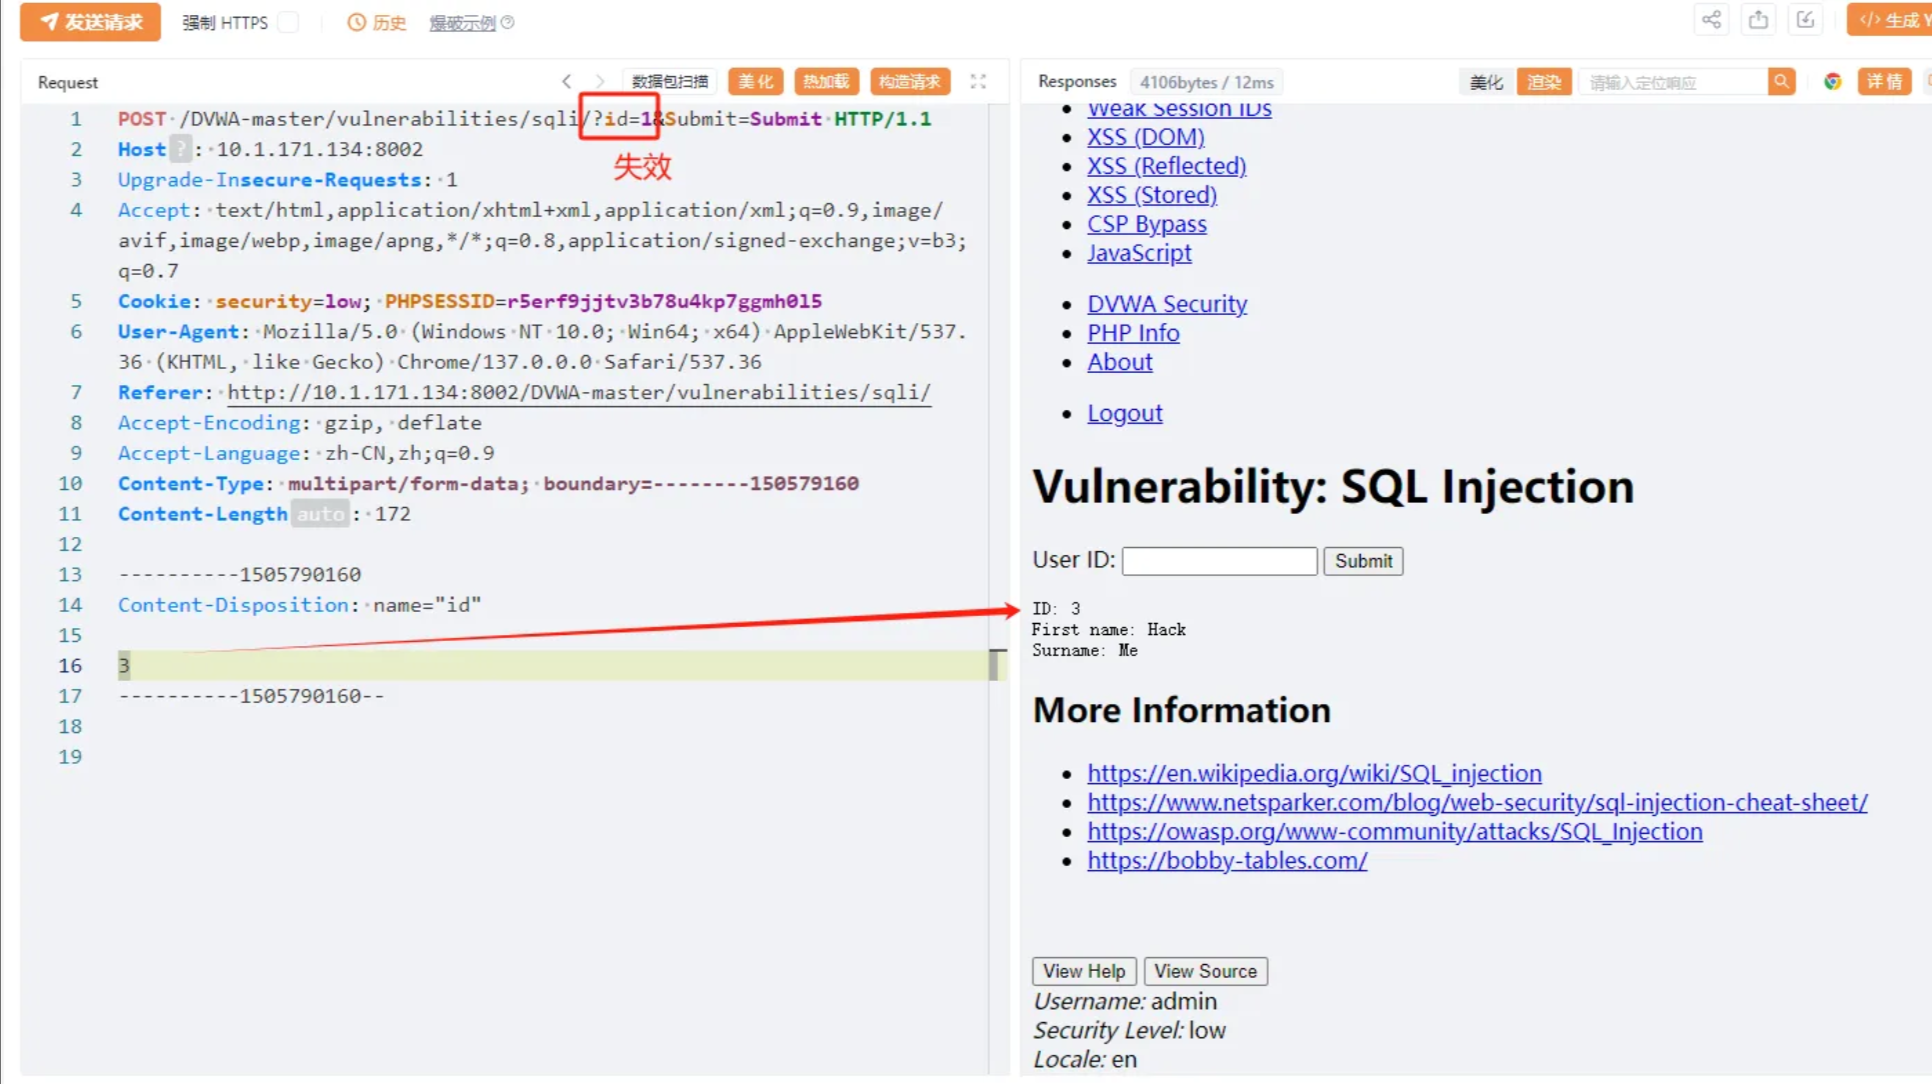 发送请求 强制 HTTPS 历史 爆破示例 ? </> 生成 Y
Request < > 数据包扫描 美化 热加载 构造请求
1 POST /DVWA-master/vulnerabilities/sqli/?id=1&Submit=Submit HTTP/1.1
失效
2 Host ? : 10.1.171.134:8002
3 Upgrade-Insecure-Requests: 1
4 Accept: text/html,application/xhtml+xml,application/xml;q=0.9,image/
avif,image/webp,image/apng,*/*;q=0.8,application/signed-exchange;v=b3;
q=0.7
5 Cookie: security=low; PHPSESSID=r5erf9jjtv3b78u4kp7ggmh0l5
6 User-Agent: Mozilla/5.0 (Windows NT 10.0; Win64; x64) AppleWebKit/537.
36 (KHTML, like Gecko) Chrome/137.0.0.0 Safari/537.36
7 Referer: http://10.1.171.134:8002/DVWA-master/vulnerabilities/sqli/
8 Accept-Encoding: gzip, deflate
9 Accept-Language: zh-CN,zh;q=0.9
10 Content-Type: multipart/form-data; boundary=--------150579160
11 Content-Length auto : 172
12
13 ----------1505790160
14 Content-Disposition: name="id"
15
16 3
17 ----------1505790160--
18
19
Responses 4106bytes / 12ms 美化 渲染 请输入定位响应 详情
Weak Session IDs
XSS (DOM)
XSS (Reflected)
XSS (Stored)
CSP Bypass
JavaScript
DVWA Security
PHP Info
About
Logout
Vulnerability: SQL Injection
User ID: Submit
ID: 3
First name: Hack
Surname: Me
More Information
https://en.wikipedia.org/wiki/SQL_injection
https://www.netsparker.com/blog/web-security/sql-injection-cheat-sheet/
https://owasp.org/www-community/attacks/SQL_Injection
https://bobby-tables.com/
View Help View Source
Username: admin
Security Level: low
Locale: en